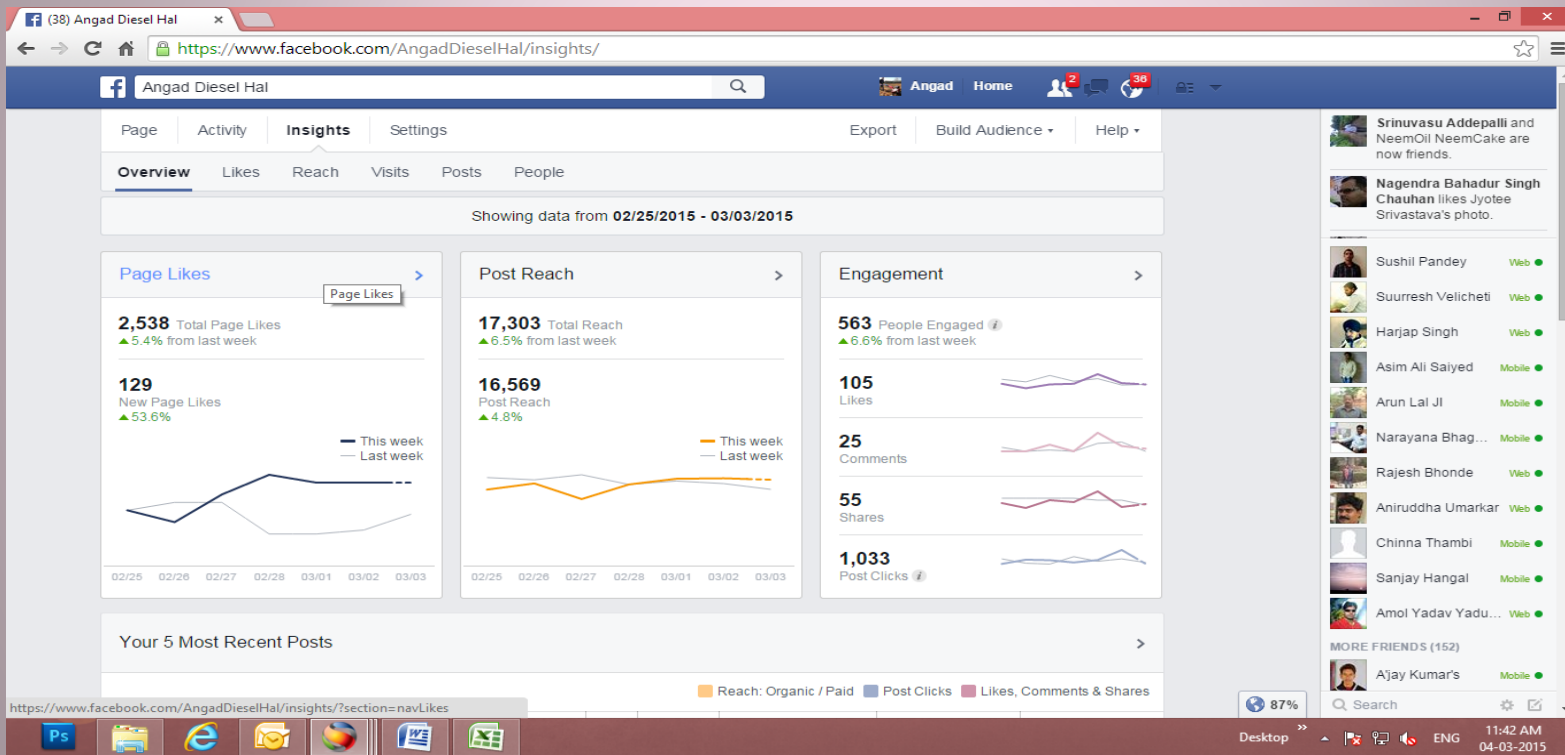 (38) Angad Diesel Hal
https://www.facebook.com/AngadDieselHal/insights/
Angad Diesel Hal
Angad Home 2 36
Page Activity Insights Settings Export Build Audience Help
Overview Likes Reach Visits Posts People
Showing data from 02/25/2015 - 03/03/2015
Page Likes
Page Likes
2,538 Total Page Likes
5.4% from last week
129
New Page Likes
53.6%
This week
Last week
02/25 02/26 02/27 02/28 03/01 03/02 03/03
Post Reach
17,303 Total Reach
6.5% from last week
16,569
Post Reach
4.8%
This week
Last week
02/25 02/26 02/27 02/28 03/01 03/02 03/03
Engagement
563 People Engaged i
6.6% from last week
105
Likes
25
Comments
55
Shares
1,033
Post Clicks i
Your 5 Most Recent Posts
Reach: Organic / Paid Post Clicks Likes, Comments & Shares
https://www.facebook.com/AngadDieselHal/insights/?section=navLikes
Srinuvasu Addepalli and
NeemOil NeemCake are
now friends.
Nagendra Bahadur Singh
Chauhan likes Jyotee
Srivastava's photo.
Sushil Pandey Web
Suurresh Velicheti Web
Harjap Singh Web
Asim Ali Saiyed Mobile
Arun Lal JI Mobile
Narayana Bhag... Mobile
Rajesh Bhonde Web
Aniruddha Umarkar Web
Chinna Thambi Mobile
Sanjay Hangal Mobile
Amol Yadav Yadu... Web
MORE FRIENDS (152)
A'jay Kumar's Mobile
87%
Search
Ps
Desktop ENG 11:42 AM
04-03-2015